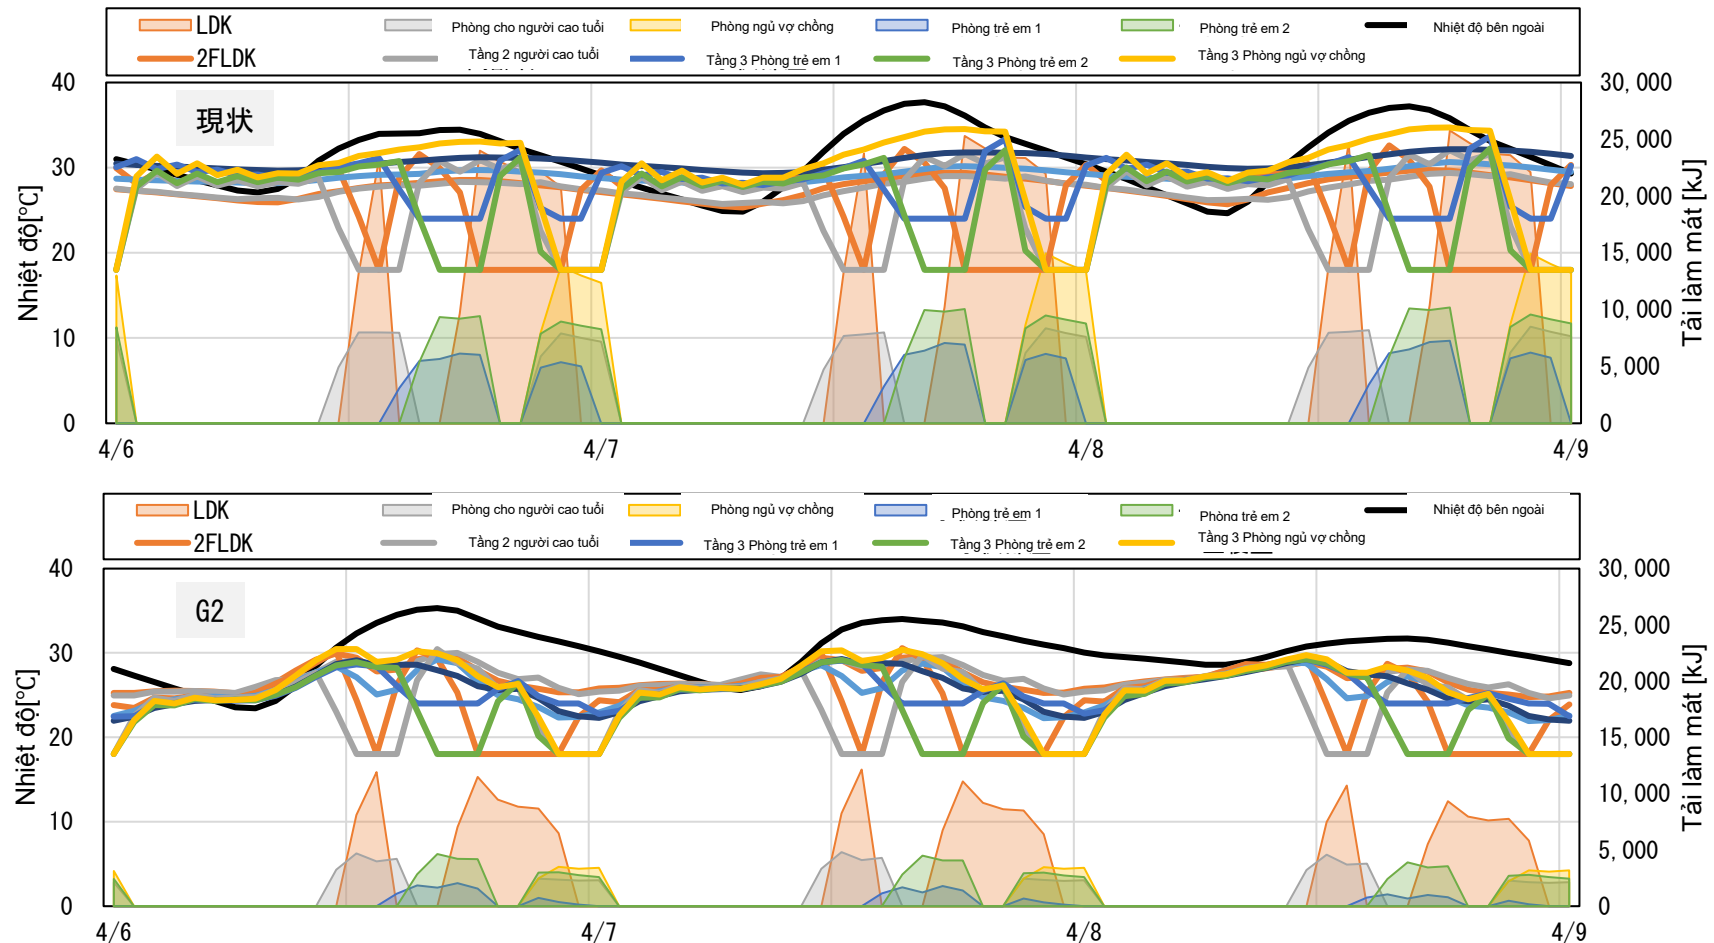 LDK Phòng cho người cao tuổi Phòng ngủ vợ chồng Phòng trẻ em 1 Phòng trẻ em 2 Nhiệt độ bên ngoài
2FLDK Tầng 2 người cao tuổi Tầng 3 Phòng trẻ em 1 Tầng 3 Phòng trẻ em 2 Tầng 3 Phòng ngủ vợ chồng
現状
Nhiệt độ[°C]
40
30
20
10
0
30,000
25,000
20,000
15,000
10,000
5,000
0
Tải làm mát [kJ]
4/6 4/7 4/8 4/9
LDK Phòng cho người cao tuổi Phòng ngủ vợ chồng Phòng trẻ em 1 Phòng trẻ em 2 Nhiệt độ bên ngoài
2FLDK Tầng 2 người cao tuổi Tầng 3 Phòng trẻ em 1 Tầng 3 Phòng trẻ em 2 Tầng 3 Phòng ngủ vợ chồng
G2
Nhiệt độ[°C]
40
30
20
10
0
30,000
25,000
20,000
15,000
10,000
5,000
0
Tải làm mát [kJ]
4/6 4/7 4/8 4/9